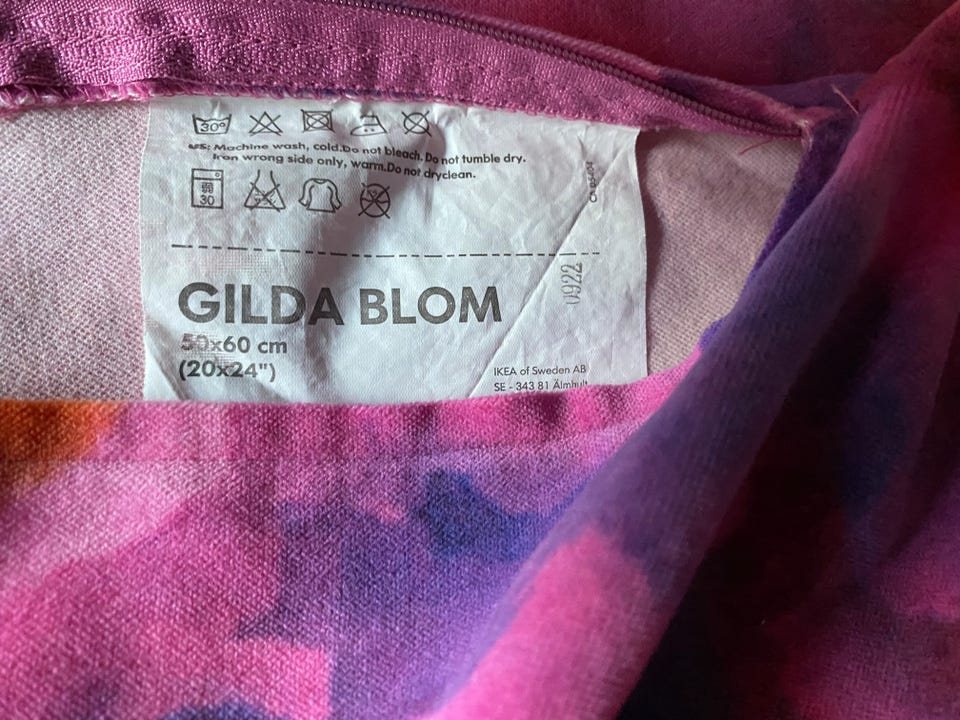 30°
US: Machine wash, cold.Do not bleach. Do not tumble dry.
Iron wrong side only, warm.Do not dryclean.
30
GILDA BLOM
50x60 cm
(20x24")
0922
IKEA of Sweden AB
SE - 343 81 Älmhult